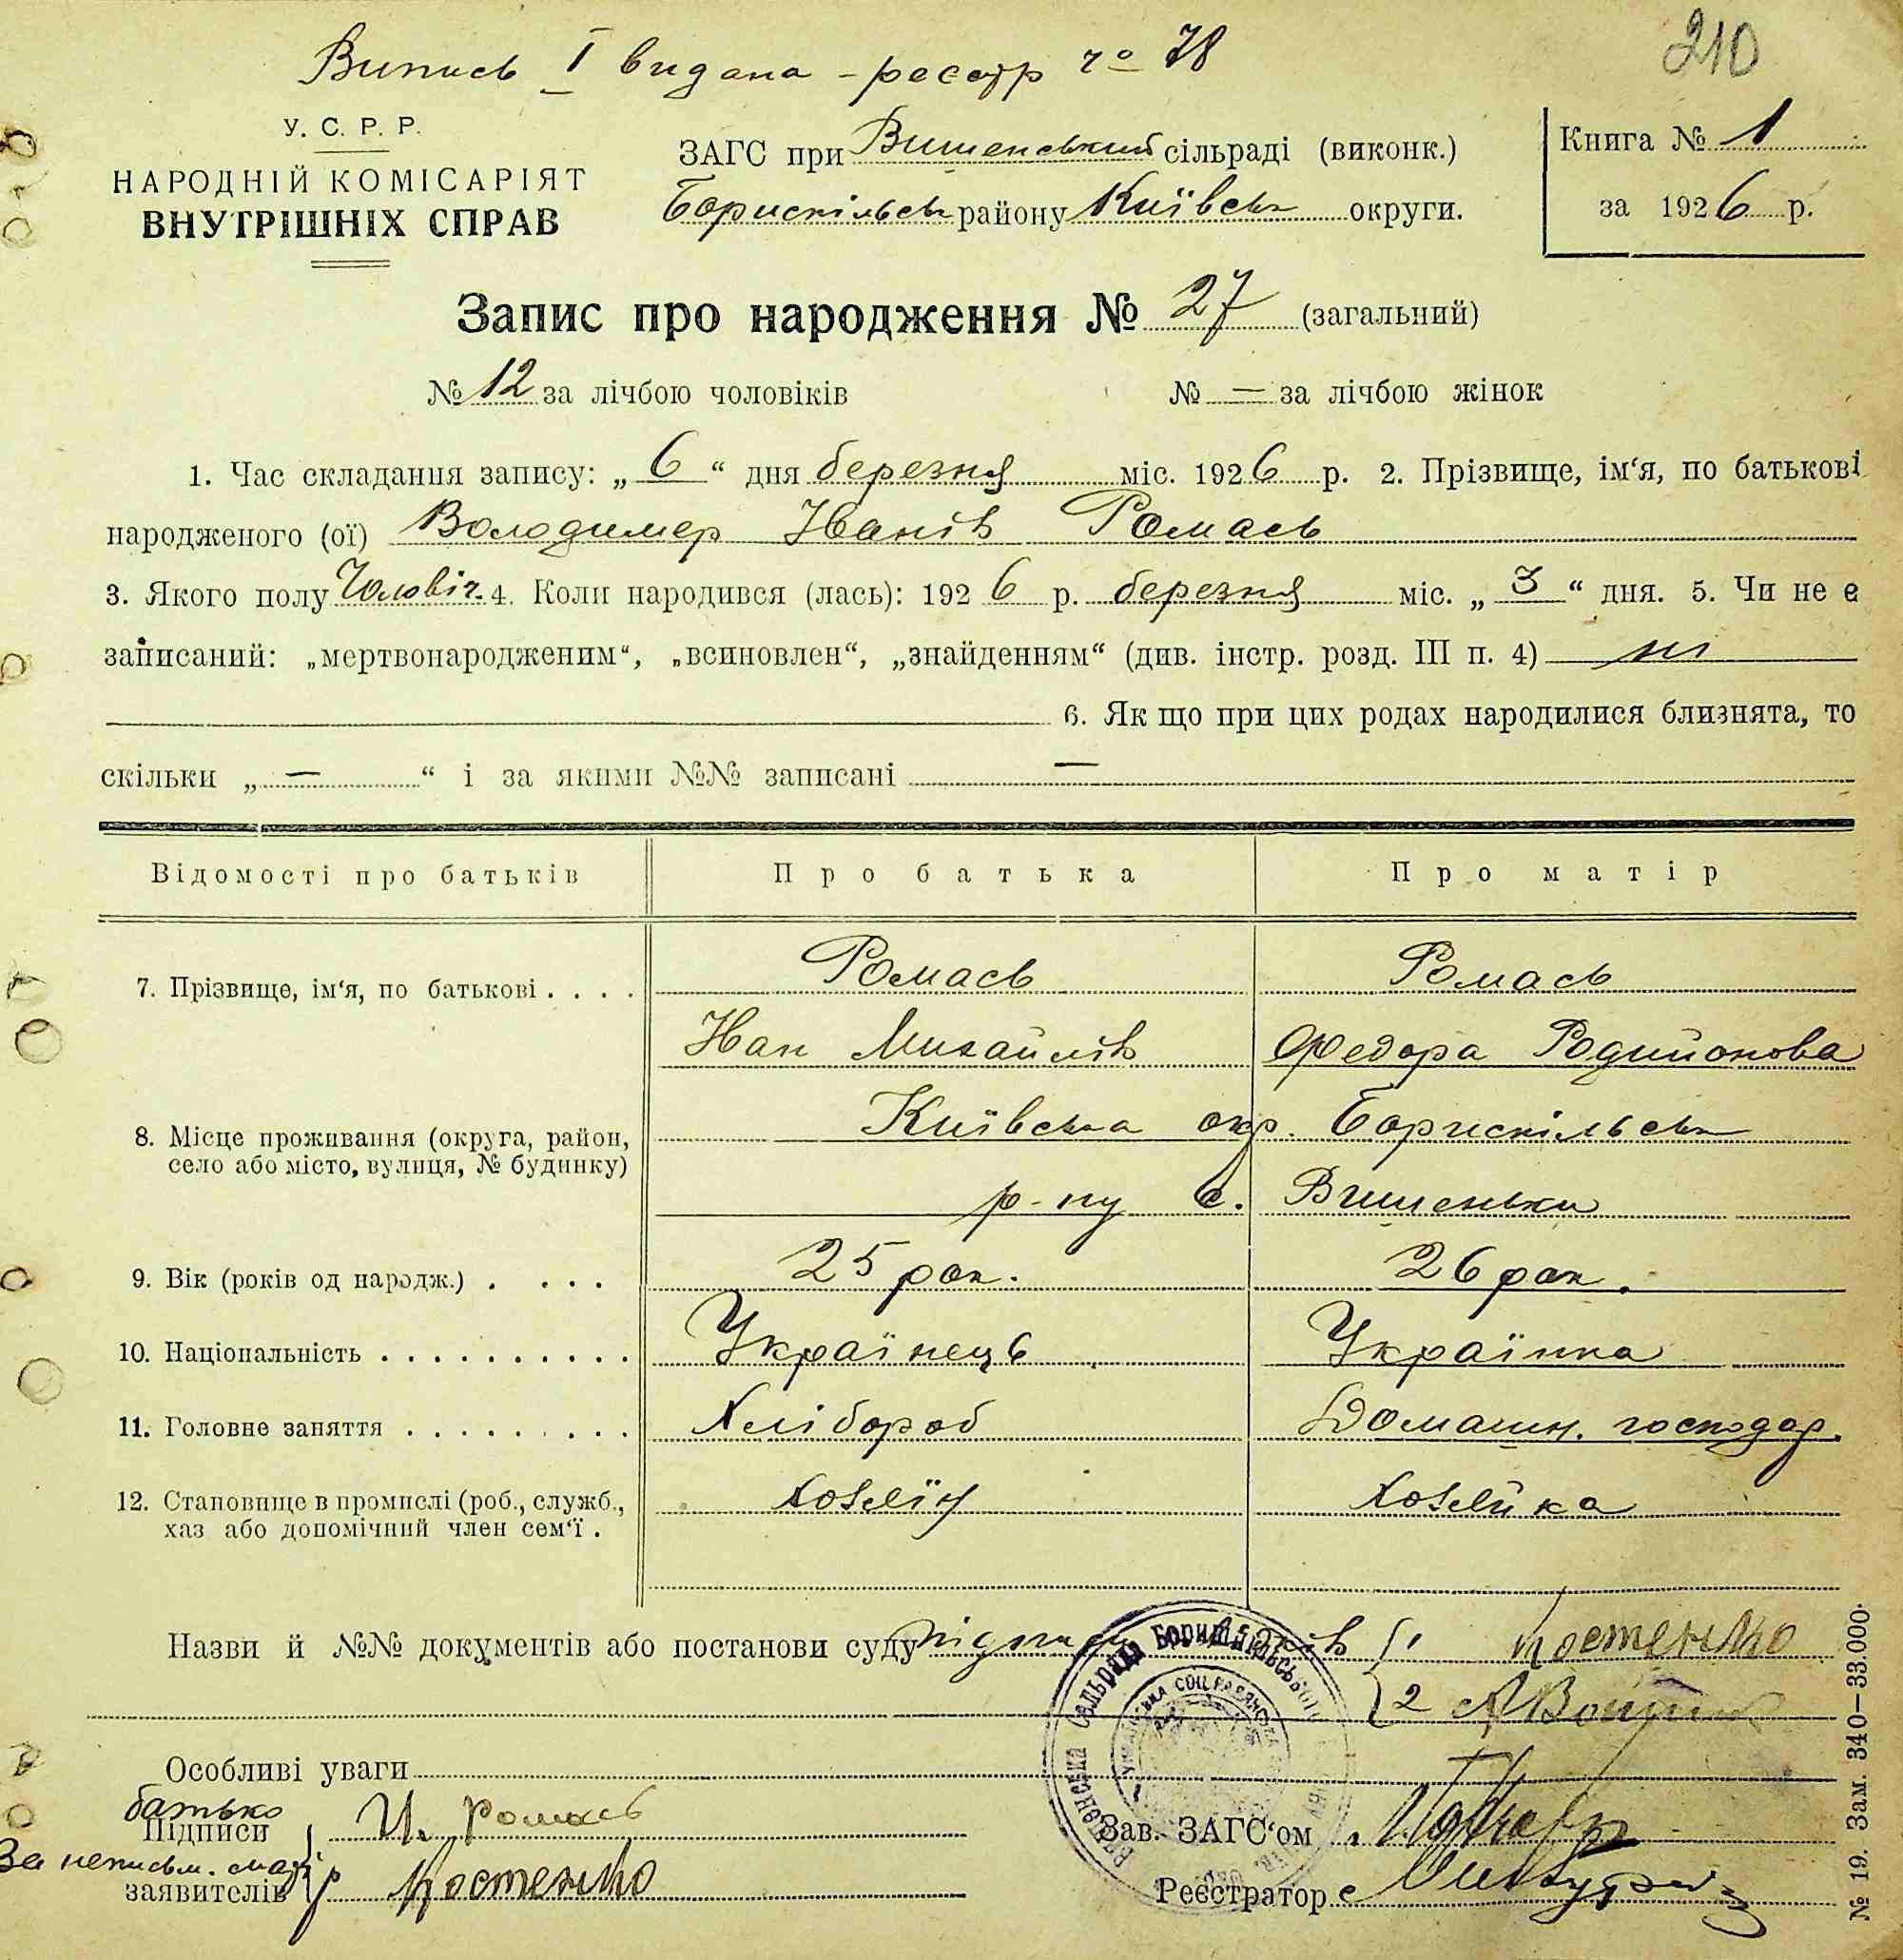 Випись I видана - реєстр чо 78
210
У. С. Р. Р.
НАРОДНІЙ КОМІСАРІЯТ
ВНУТРІШНІХ СПРАВ
ЗАГС при Вишенський сільраді (виконк.)
Бориспільськ району Київськ округи.
Книга № 1
за 1926 р.
Запис про народження № 27 (загальний)
№ 12 за лічбою чоловіків № — за лічбою жінок
1. Час складання запису: „ 6 “ дня березня міс. 1926 р. 2. Прізвище, ім‘я, по батькові
народженого (ої) Володимер Іванів Ромась
3. Якого полу Чоловіч. 4. Коли народився (лась): 1926 р. березня міс. „ 3 “ дня. 5. Чи не є
записаний: „мертвонародженим“, „всиновлен“, „знайденням“ (див. інстр. розд. III п. 4) ні
6. Як що при цих родах народилися близнята, то
скільки „ — “ і за якими №№ записані —
Відомості про батьків Про батька Про матір
7. Прізвище, ім‘я, по батькові . . . . Ромась Ромась
Іван Михайлів Федора Родийонова
8. Місце проживання (округа, район, Київська окр. Бориспільськ
село або місто, вулиця, № будинку) р-ну с. Вишеньки
9. Вік (років од народж.) . . . . 25 рок. 26 рок.
10. Національність . . . . . . . . . . Українець Українка
11. Головне заняття . . . . . . . . . Хлібороб Домашн. господар.
12. Становище в промислі (роб., служб., Хозяїн Хозяйка
хаз або допомічний член сем‘ї .
Назви й №№ документів або постанови суду 1 Костенко
2
Особливі уваги
батько
Підписи И. Ромась
За неписьм. матір
заявителів Костенко
Зав. ЗАГС‘ом
Реєстратор
№ 19. Зам. 340—33.000